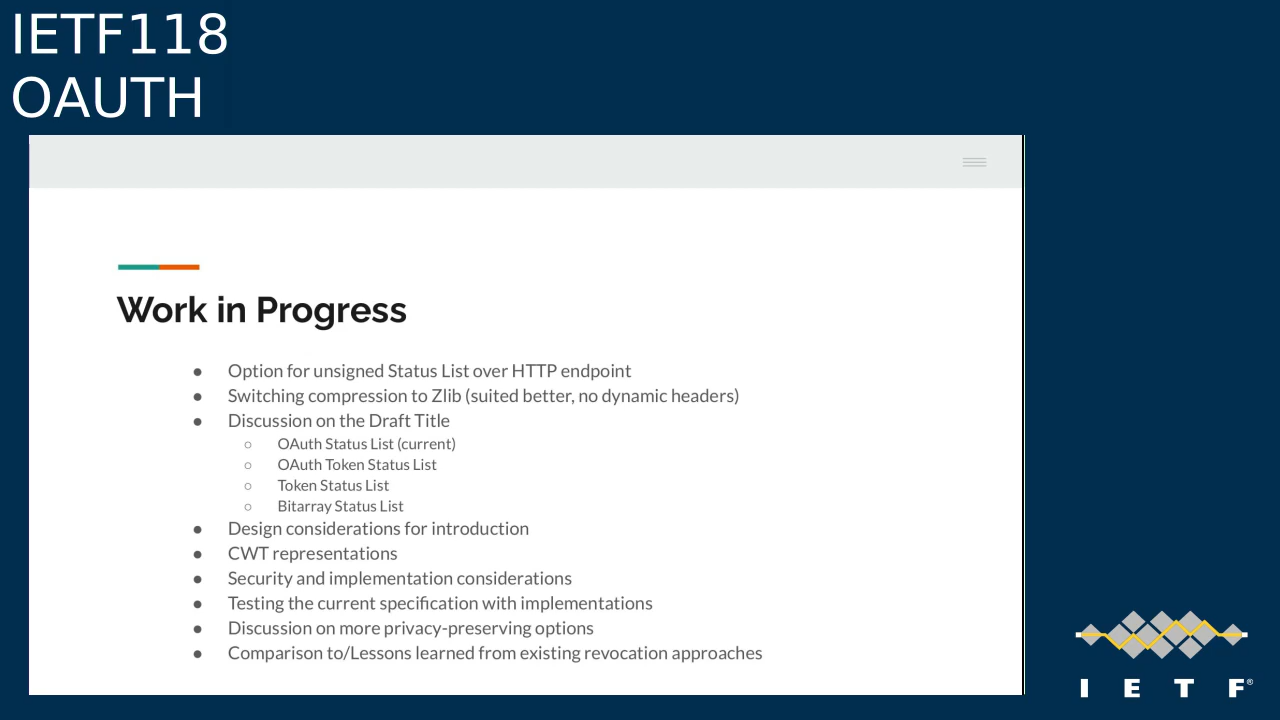 IETF118
OAUTH
Work in Progress
● Option for unsigned Status List over HTTP endpoint
● Switching compression to Zlib (suited better, no dynamic headers)
● Discussion on the Draft Title
○ OAuth Status List (current)
○ OAuth Token Status List
○ Token Status List
○ Bitarray Status List
● Design considerations for introduction
● CWT representations
● Security and implementation considerations
● Testing the current specification with implementations
● Discussion on more privacy-preserving options
● Comparison to/Lessons learned from existing revocation approaches
I E T F®